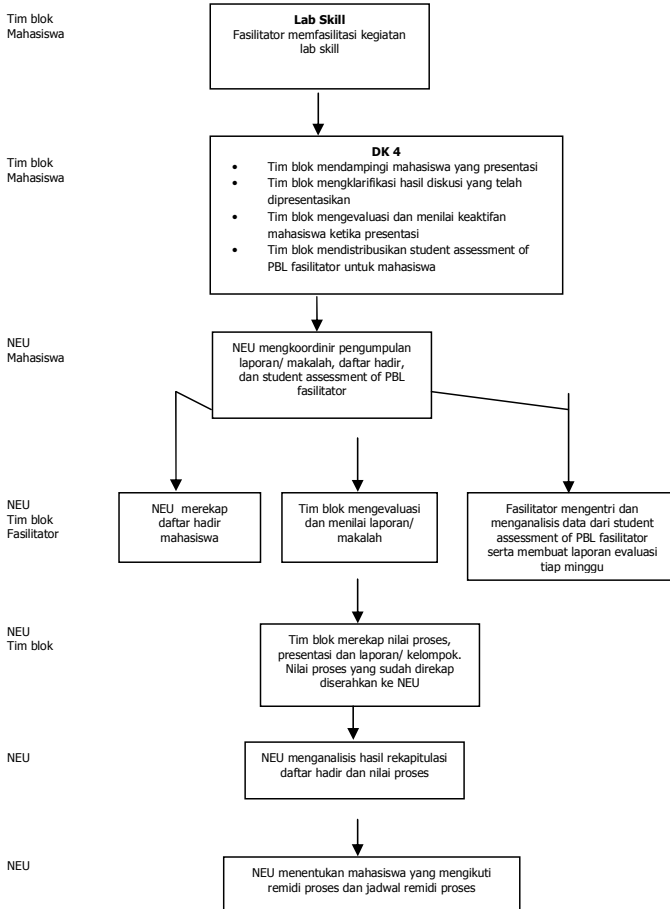 Tim blok
Mahasiswa
Lab Skill
Fasilitator memfasilitasi kegiatan
lab skill
Tim blok
Mahasiswa
DK 4
• Tim blok mendampingi mahasiswa yang presentasi
• Tim blok mengklarifikasi hasil diskusi yang telah
dipresentasikan
• Tim blok mengevaluasi dan menilai keaktifan
mahasiswa ketika presentasi
• Tim blok mendistribusikan student assessment of
PBL fasilitator untuk mahasiswa
NEU
Mahasiswa
NEU mengkoordinir pengumpulan
laporan/ makalah, daftar hadir,
dan student assessment of PBL
fasilitator
NEU
Tim blok
Fasilitator
NEU merekap
daftar hadir
mahasiswa
Tim blok mengevaluasi
dan menilai laporan/
makalah
Fasilitator mengentri dan
menganalisis data dari student
assessment of PBL fasilitator
serta membuat laporan evaluasi
tiap minggu
NEU
Tim blok
Tim blok merekap nilai proses,
presentasi dan laporan/ kelompok.
Nilai proses yang sudah direkap
diserahkan ke NEU
NEU
NEU menganalisis hasil rekapitulasi
daftar hadir dan nilai proses
NEU
NEU menentukan mahasiswa yang mengikuti
remidi proses dan jadwal remidi proses